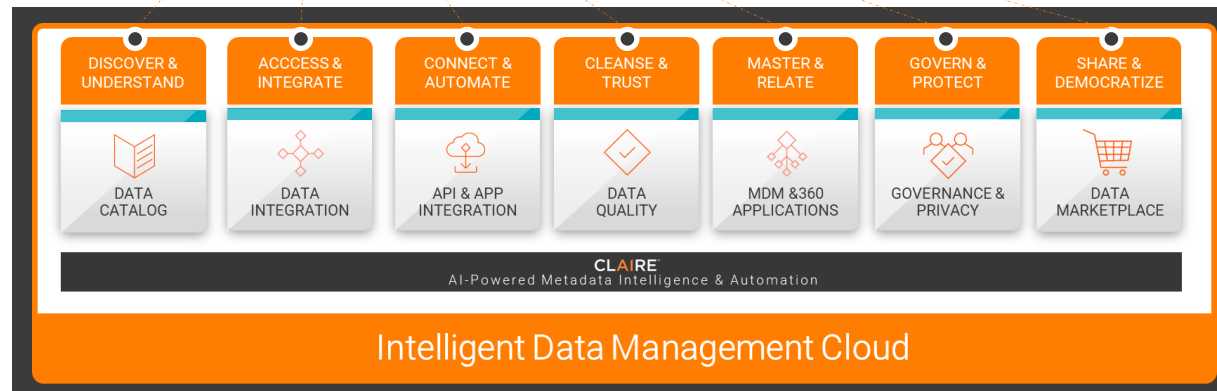 DISCOVER &
UNDERSTAND
ACCCESS &
INTEGRATE
CONNECT &
AUTOMATE
CLEANSE &
TRUST
MASTER &
RELATE
GOVERN &
PROTECT
SHARE &
DEMOCRATIZE
DATA
CATALOG
DATA
INTEGRATION
API & APP
INTEGRATION
DATA
QUALITY
MDM &360
APPLICATIONS
GOVERNANCE &
PRIVACY
DATA
MARKETPLACE
CLAIRE™
AI-Powered Metadata Intelligence & Automation
Intelligent Data Management Cloud